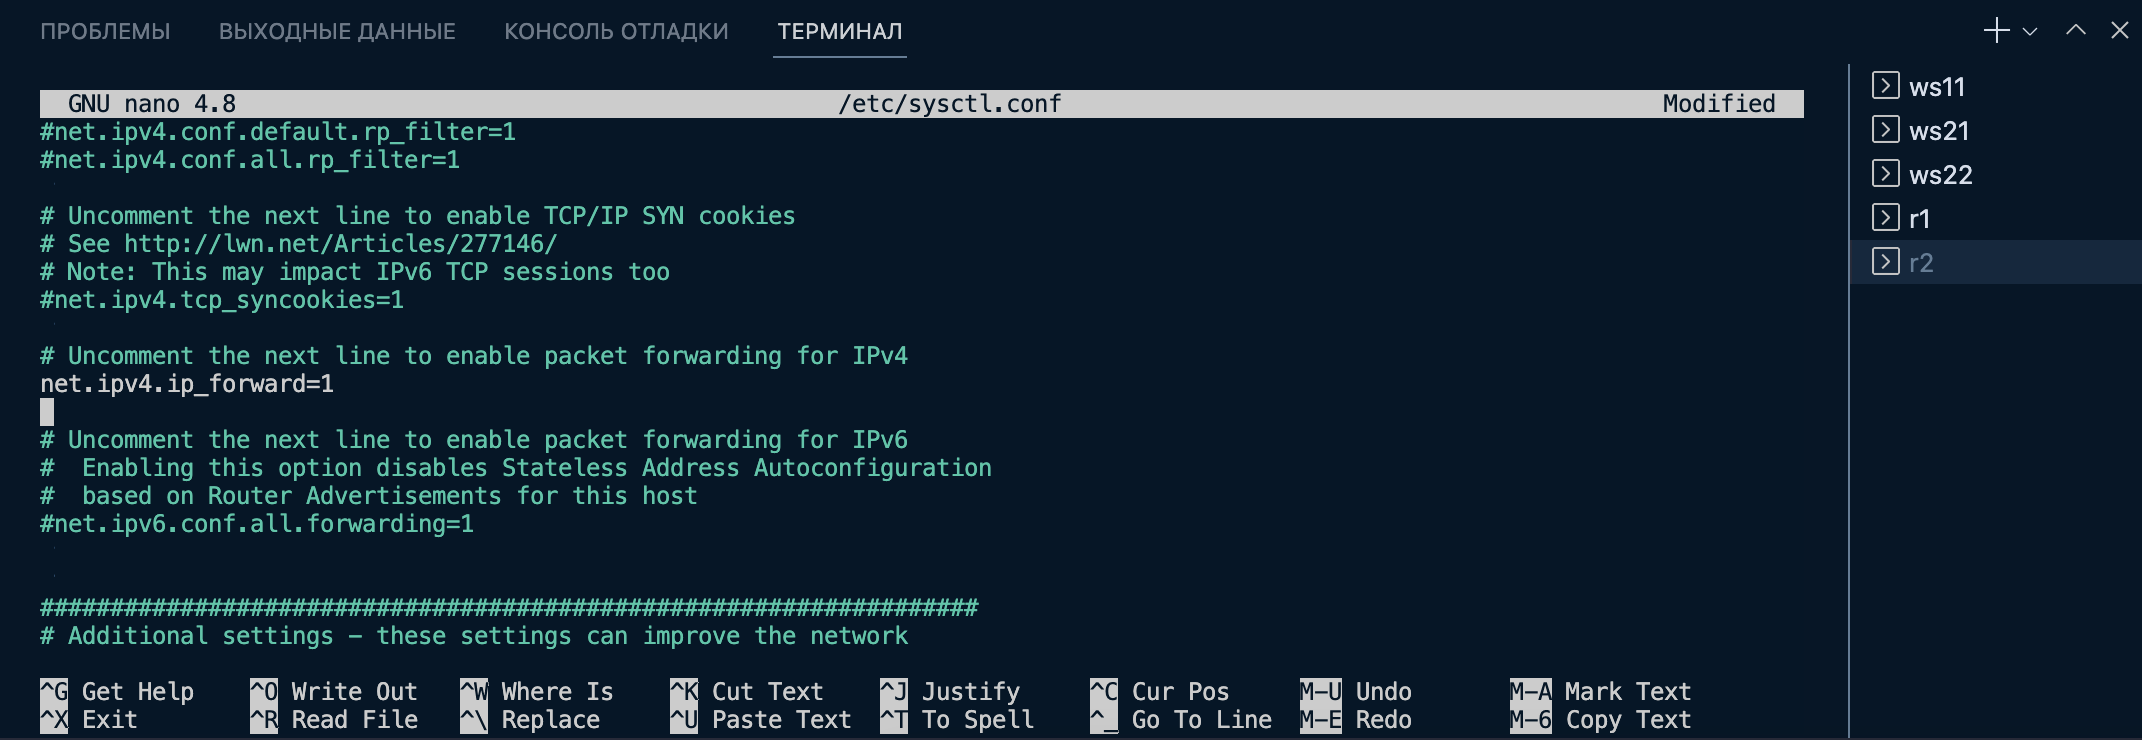 ПРОБЛЕМЫ ВЫХОДНЫЕ ДАННЫЕ КОНСОЛЬ ОТЛАДКИ ТЕРМИНАЛ
GNU nano 4.8 /etc/sysctl.conf Modified
#net.ipv4.conf.default.rp_filter=1
#net.ipv4.conf.all.rp_filter=1
# Uncomment the next line to enable TCP/IP SYN cookies
# See http://lwn.net/Articles/277146/
# Note: This may impact IPv6 TCP sessions too
#net.ipv4.tcp_syncookies=1
# Uncomment the next line to enable packet forwarding for IPv4
net.ipv4.ip_forward=1
# Uncomment the next line to enable packet forwarding for IPv6
#  Enabling this option disables Stateless Address Autoconfiguration
#  based on Router Advertisements for this host
#net.ipv6.conf.all.forwarding=1
###################################################################
# Additional settings – these settings can improve the network
^G Get Help ^O Write Out ^W Where Is ^K Cut Text ^J Justify ^C Cur Pos M-U Undo M-A Mark Text
^X Exit ^R Read File ^\ Replace ^U Paste Text ^T To Spell ^_ Go To Line M-E Redo M-6 Copy Text
ws11
ws21
ws22
r1
r2